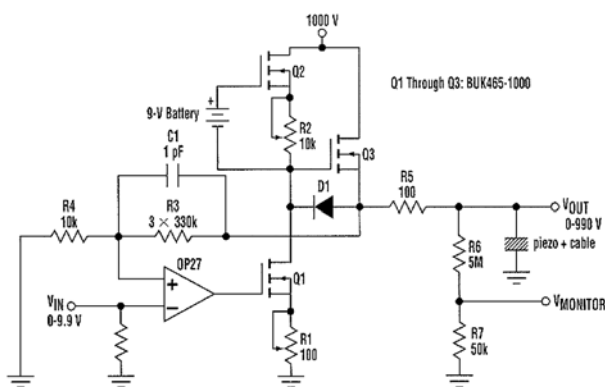 1000 V
Q2
Q1 Through Q3: BUK465-1000
+
9-V Battery
R2
10k
Q3
C1
1 pF
D1
R5
100
R4
10k
R3
3 × 330k
VOUT
0-990 V
piezo + cable
R6
5M
OP27
+
−
Q1
VIN
0-9.9 V
VMONITOR
R1
100
R7
50k